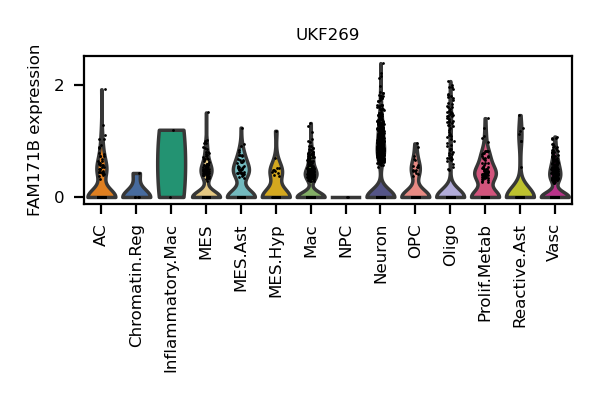 UKF269
FAM171B expression
2
0
AC
Chromatin.Reg
Inflammatory.Mac
MES
MES.Ast
MES.Hyp
Mac
NPC
Neuron
OPC
Oligo
Prolif.Metab
Reactive.Ast
Vasc